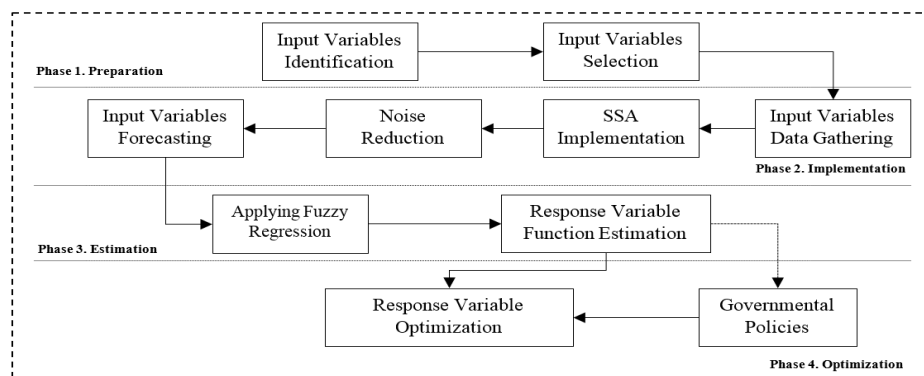 Input Variables
Identification
Input Variables
Selection
Phase 1. Preparation
Input Variables
Forecasting
Noise
Reduction
SSA
Implementation
Input Variables
Data Gathering
Phase 2. Implementation
Applying Fuzzy
Regression
Response Variable
Function Estimation
Phase 3. Estimation
Response Variable
Optimization
Governmental
Policies
Phase 4. Optimization